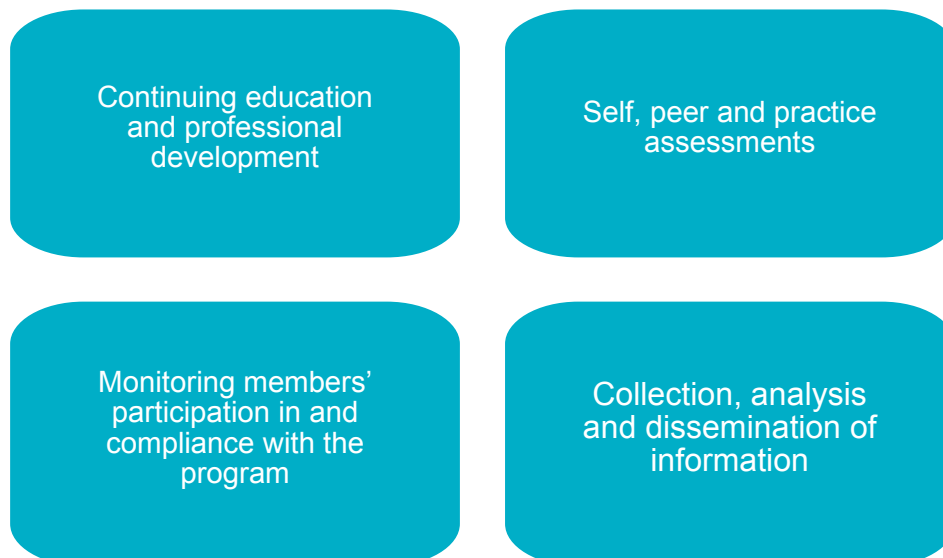 Continuing education
and professional
development
Self, peer and practice
assessments
Monitoring members’
participation in and
compliance with the
program
Collection, analysis
and dissemination of
information